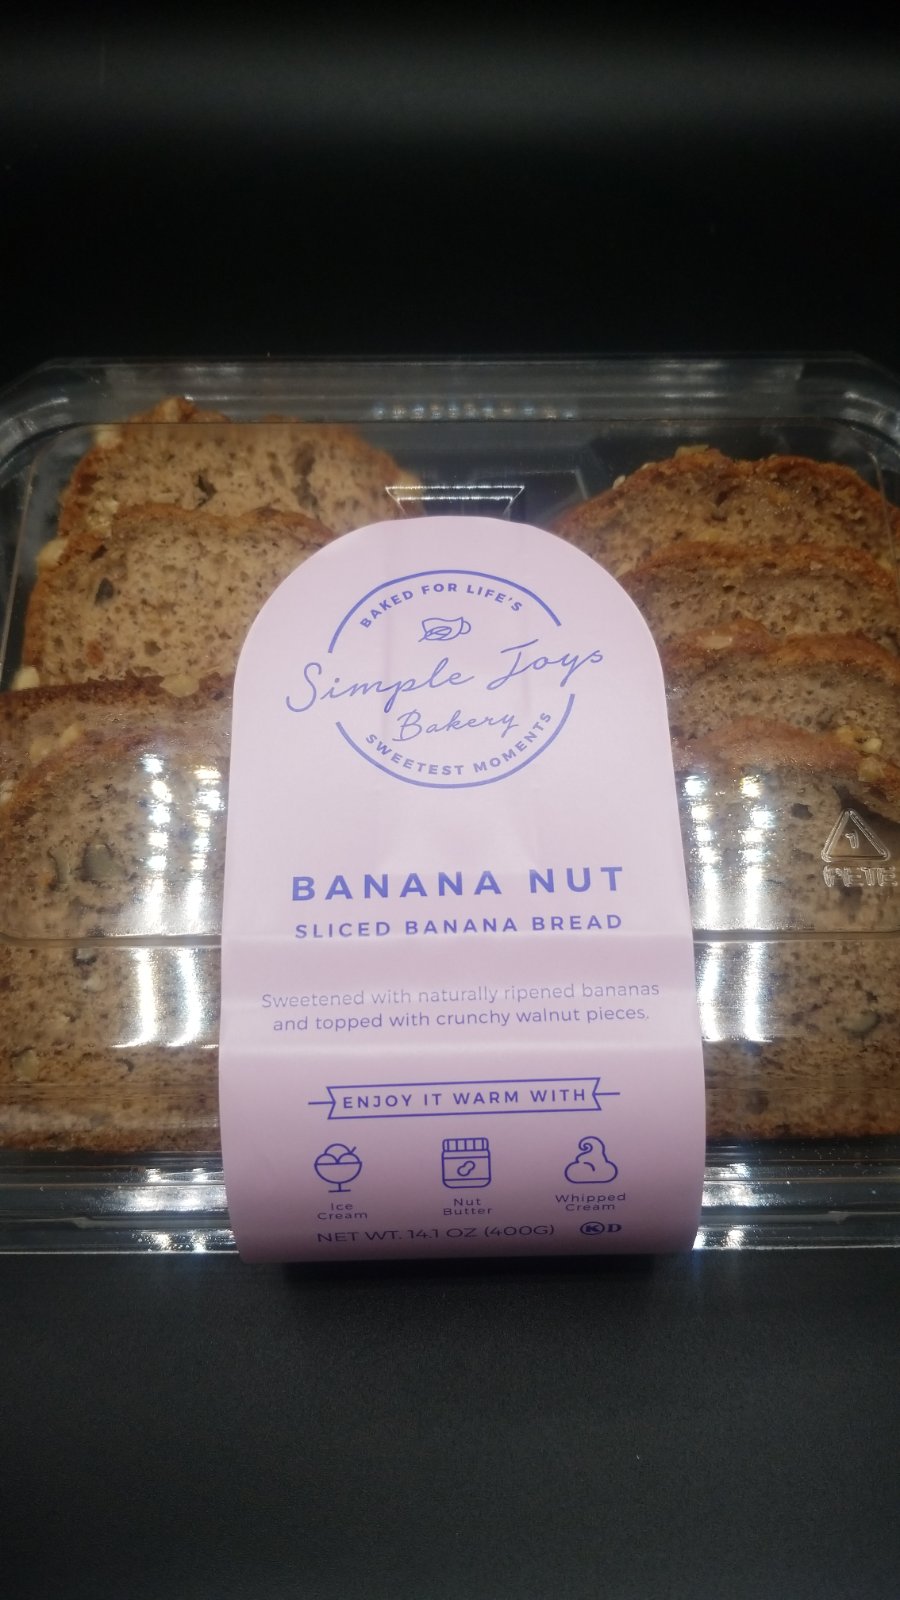 BAKED FOR LIFE'S
Simple Joys
Bakery
SWEETEST MOMENTS
BANANA NUT
SLICED BANANA BREAD
Sweetened with naturally ripened bananas
and topped with crunchy walnut pieces.
ENJOY IT WARM WITH
Ice
Cream
Nut
Butter
Whipped
Cream
NET WT. 14.1 OZ (400G) K D
1
PETE